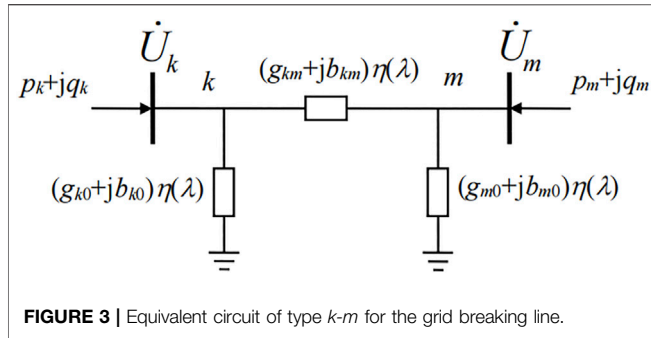 U̇k
U̇m
pk+jqk
k
(gkm+jbkm)η(λ)
m
pm+jqm
(gk0+jbk0)η(λ)
(gm0+jbm0)η(λ)
FIGURE 3 | Equivalent circuit of type k-m for the grid breaking line.